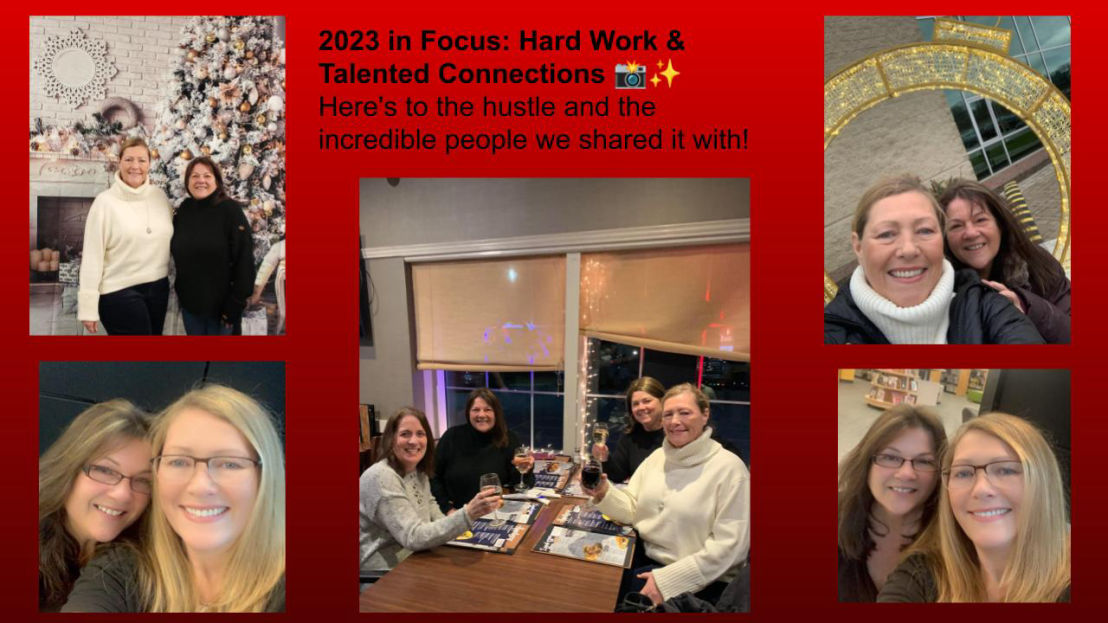 2023 in Focus: Hard Work &
Talented Connections 📸✨
Here's to the hustle and the
incredible people we shared it with!